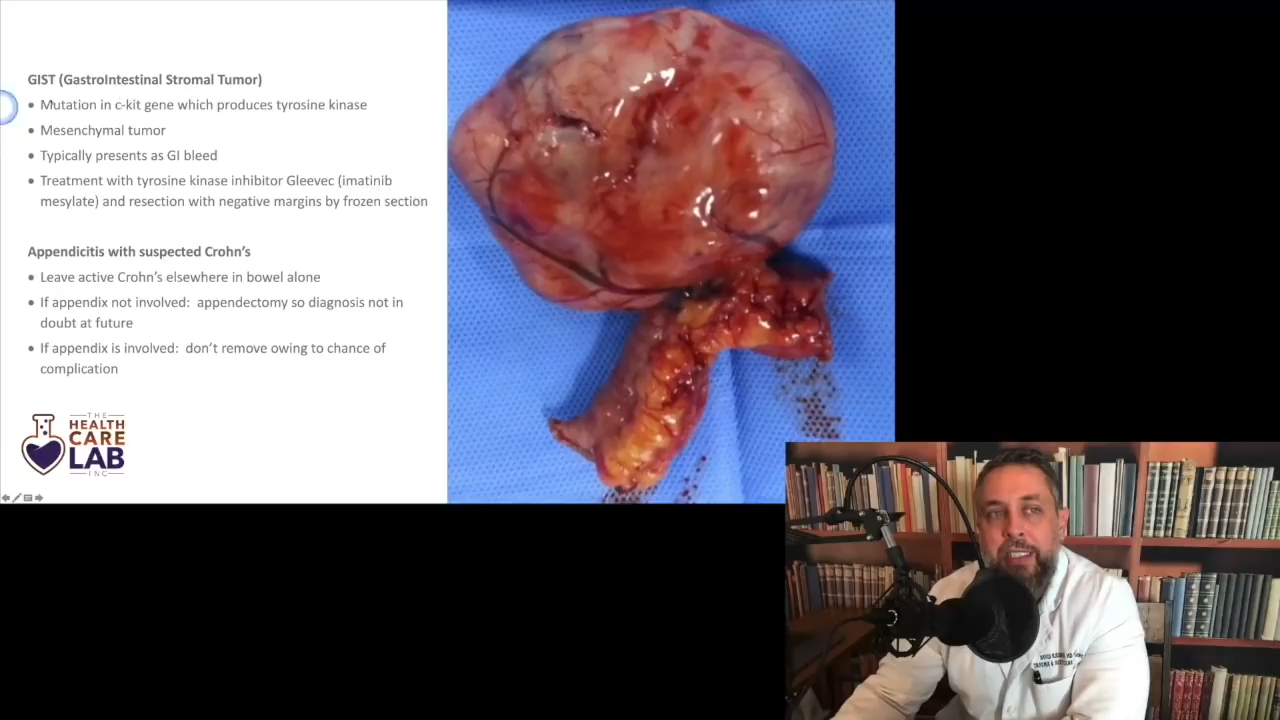 GIST (GastroIntestinal Stromal Tumor)
• Mutation in c-kit gene which produces tyrosine kinase
• Mesenchymal tumor
• Typically presents as GI bleed
• Treatment with tyrosine kinase inhibitor Gleevec (imatinib
mesylate) and resection with negative margins by frozen section
Appendicitis with suspected Crohn's
• Leave active Crohn's elsewhere in bowel alone
• If appendix not involved: appendectomy so diagnosis not in
doubt at future
• If appendix is involved: don't remove owing to chance of
complication
THE
HEALTH
CARE
LAB
INC